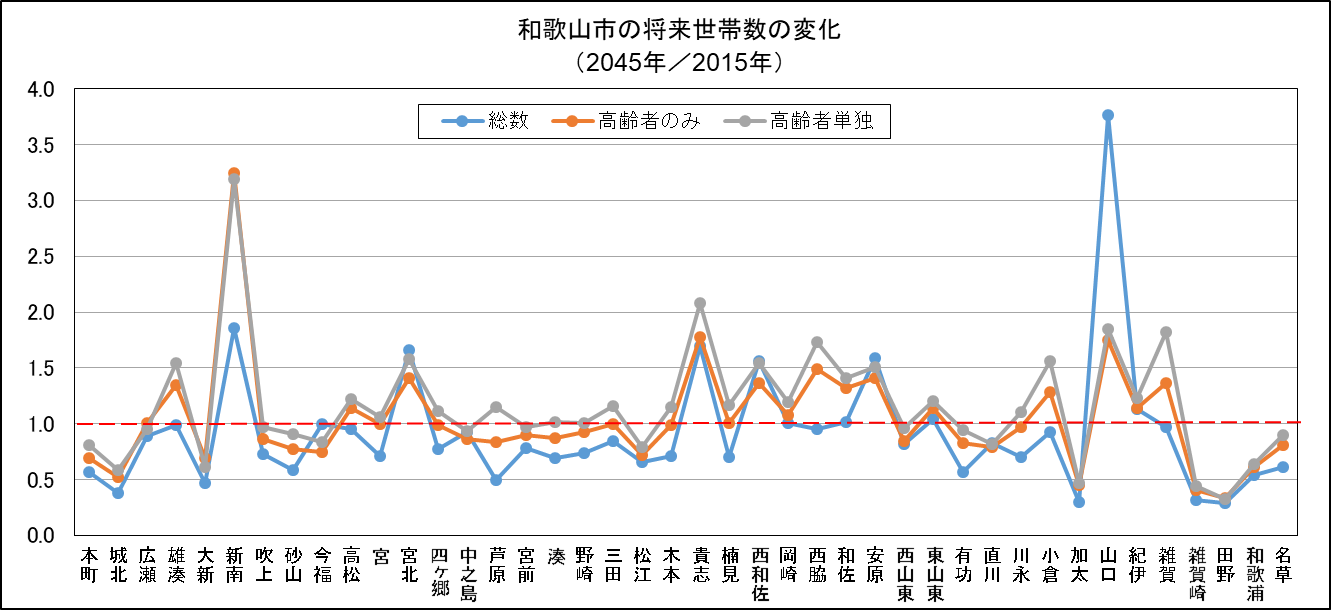 和歌山市の将来世帯数の変化
（2045年／2015年）
総数 高齢者のみ 高齢者単独
4.0
3.5
3.0
2.5
2.0
1.5
1.0
0.5
0.0
本町
城北
広瀬
雄湊
大新
新南
吹上
砂山
今福
高松
宮
宮北
四ケ郷
中之島
芦原
宮前
湊
野崎
三田
松江
木本
貴志
楠見
西和佐
岡崎
西脇
和佐
安原
西山東
東山東
有功
直川
川永
小倉
加太
山口
紀伊
雑賀
雑賀崎
田野
和歌浦
名草